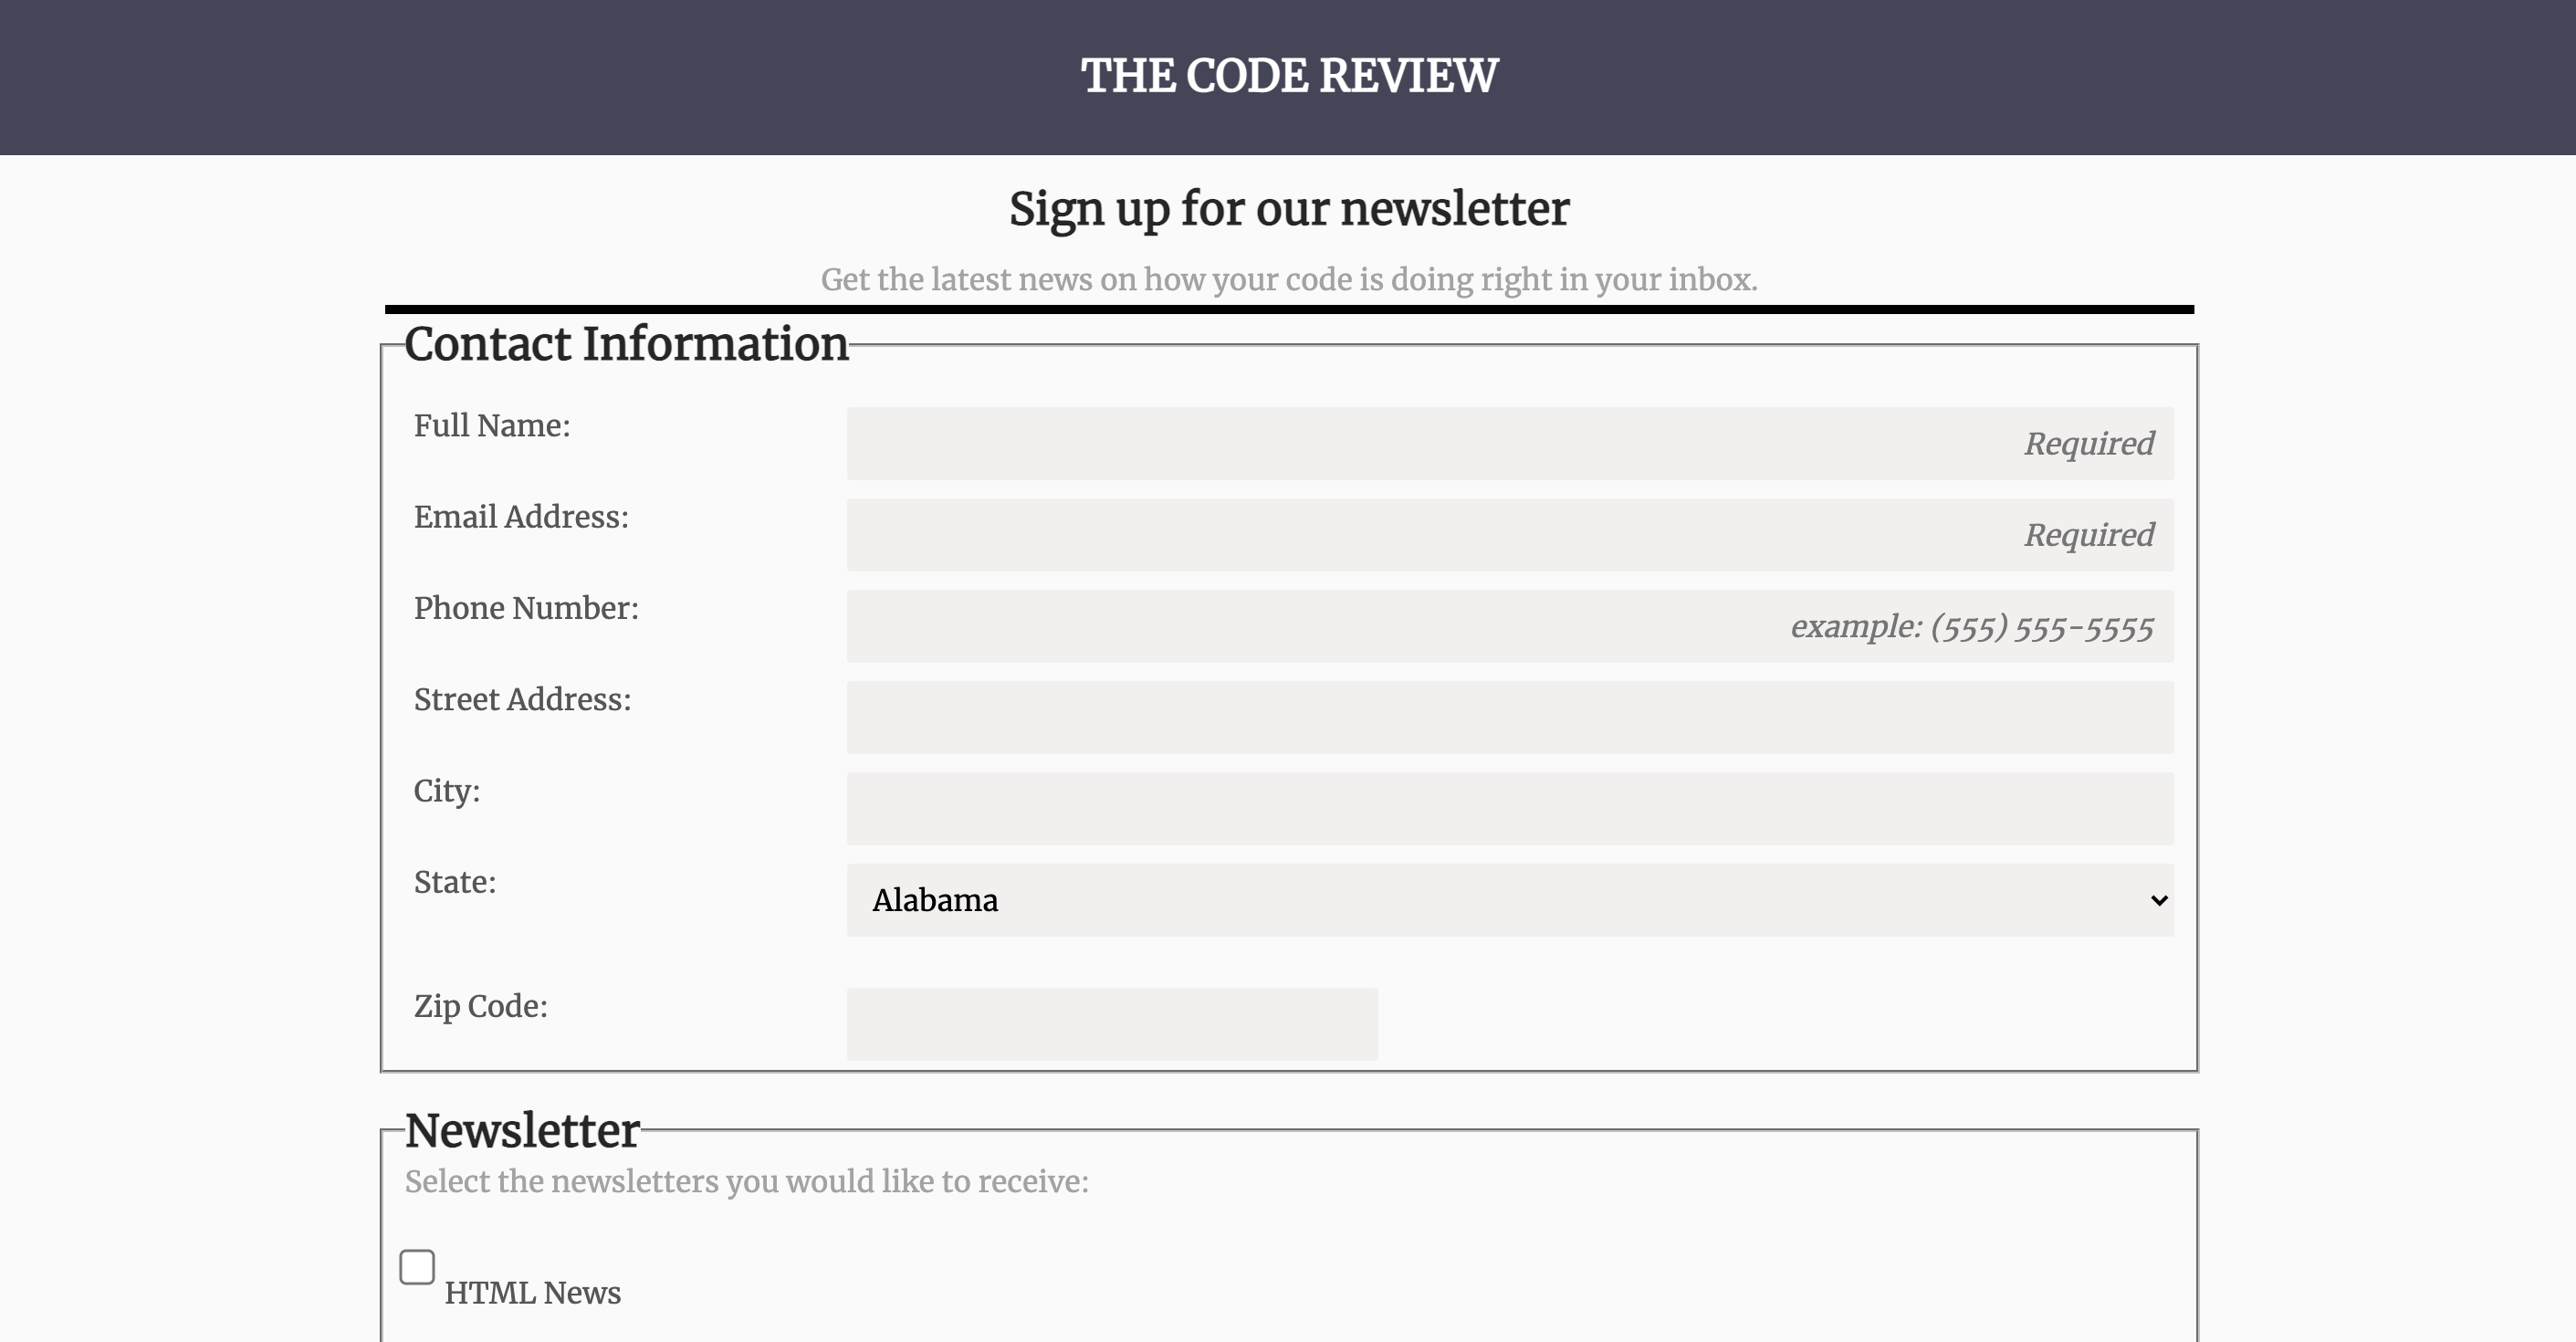 THE CODE REVIEW
Sign up for our newsletter
Get the latest news on how your code is doing right in your inbox.
Contact Information
Full Name:
Required
Email Address:
Required
Phone Number:
example: (555) 555-5555
Street Address:
City:
State:
Alabama
Zip Code:
Newsletter
Select the newsletters you would like to receive:
HTML News